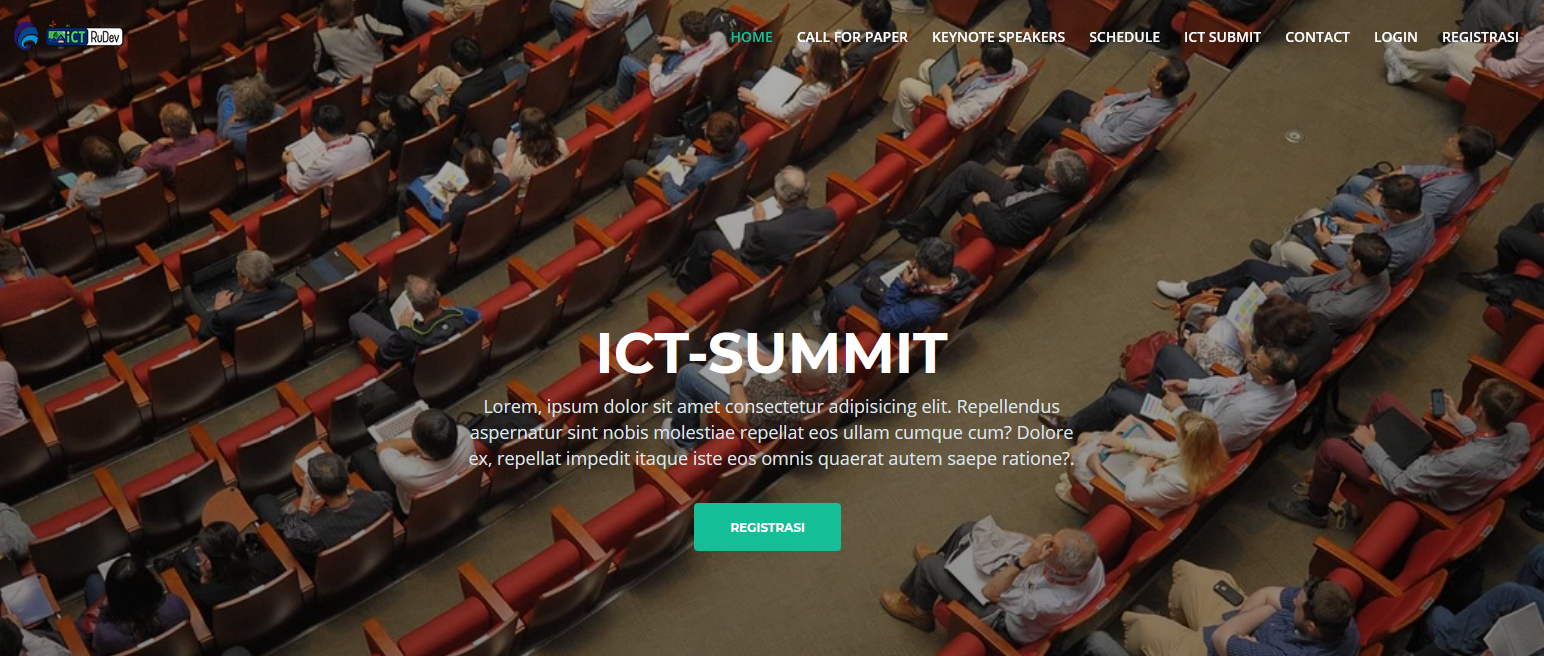 ICT RuDev
HOME CALL FOR PAPER KEYNOTE SPEAKERS SCHEDULE ICT SUBMIT CONTACT LOGIN REGISTRASI
ICT-SUMMIT
Lorem, ipsum dolor sit amet consectetur adipisicing elit. Repellendus
aspernatur sint nobis molestiae repellat eos ullam cumque cum? Dolore
ex, repellat impedit itaque iste eos omnis quaerat autem saepe ratione?.
REGISTRASI